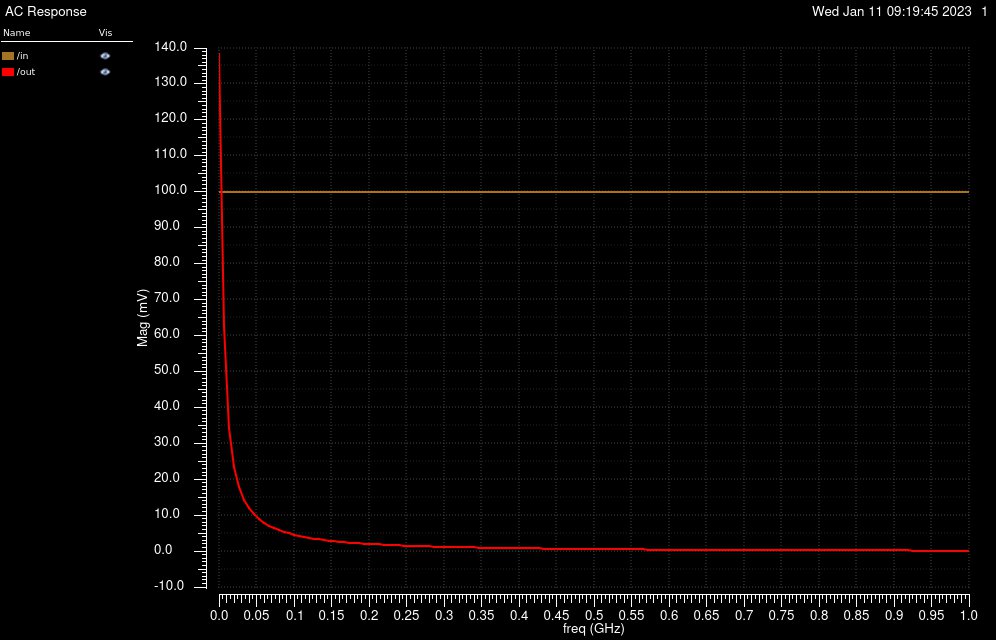 AC Response
Wed Jan 11 09:19:45 2023 1
Name Vis
/in
/out
140.0
130.0
120.0
110.0
100.0
90.0
80.0
70.0
60.0
50.0
40.0
30.0
20.0
10.0
0.0
-10.0
Mag (mV)
0.0 0.05 0.1 0.15 0.2 0.25 0.3 0.35 0.4 0.45 0.5 0.55 0.6 0.65 0.7 0.75 0.8 0.85 0.9 0.95 1.0
freq (GHz)